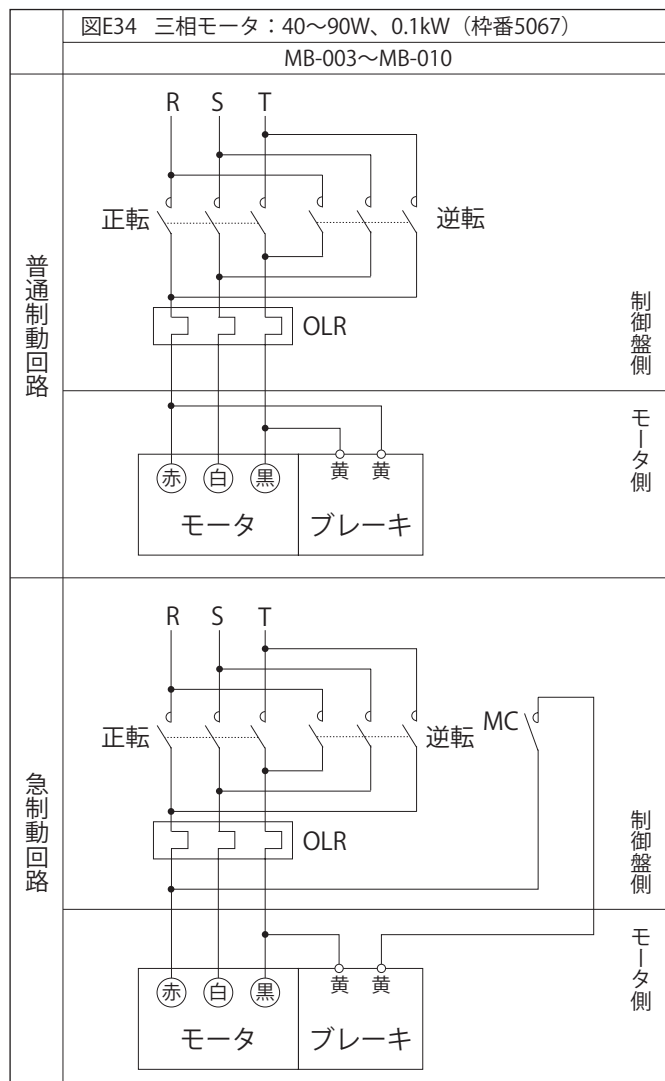 図E34 三相モータ：40～90W、0.1kW（枠番5067）
MB-003～MB-010
普通制動回路
R S T
正転
逆転
OLR
制御盤側
モータ側
赤 白 黒 黄 黄
モータ ブレーキ
急制動回路
R S T
正転
逆転 MC
OLR
制御盤側
モータ側
赤 白 黒 黄 黄
モータ ブレーキ